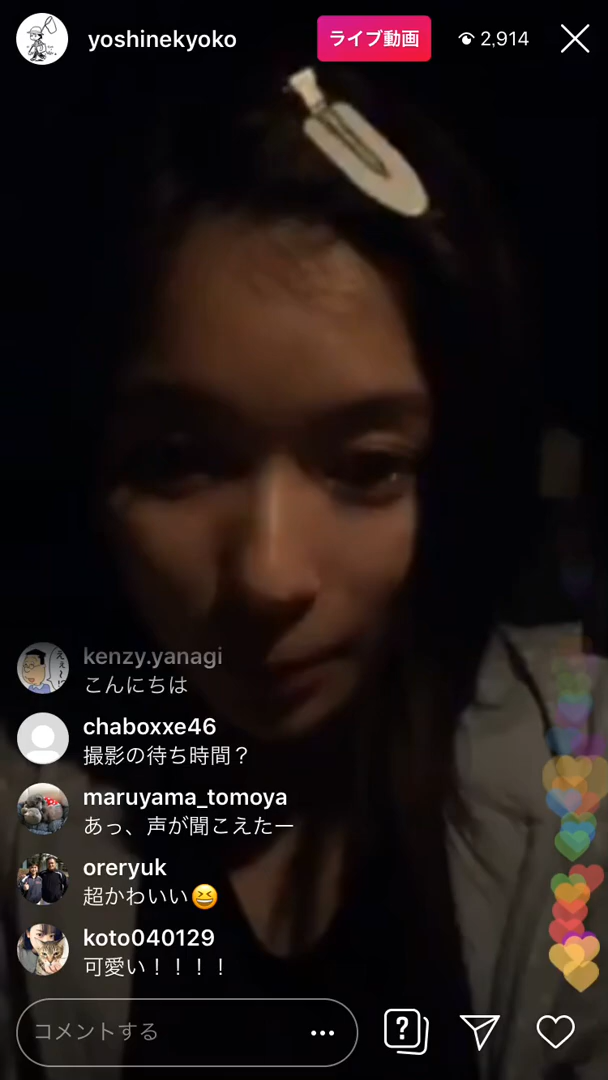 yoshinekyoko
ライブ動画
2,914
kenzy.yanagi
こんにちは
chaboxxe46
撮影の待ち時間？
maruyama_tomoya
あっ、声が聞こえたー
oreryuk
超かわいい😆
koto040129
可愛い！！！！
コメントする